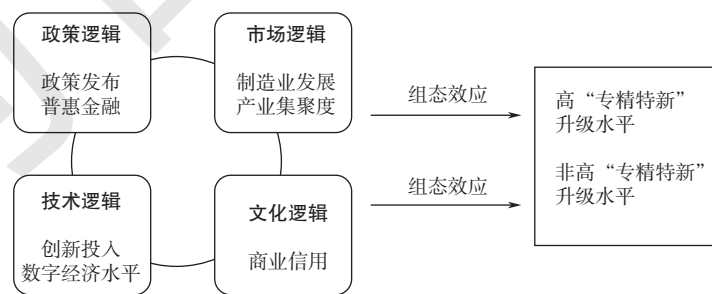 政策逻辑
政策发布
普惠金融
市场逻辑
制造业发展
产业集聚度
技术逻辑
创新投入
数字经济水平
文化逻辑
商业信用
组态效应
组态效应
高“专精特新”
升级水平
非高“专精特新”
升级水平